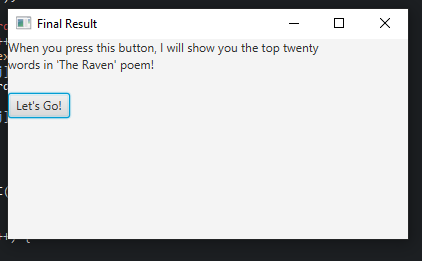 Final Result
When you press this button, I will show you the top twenty
words in 'The Raven' poem!
Let's Go!